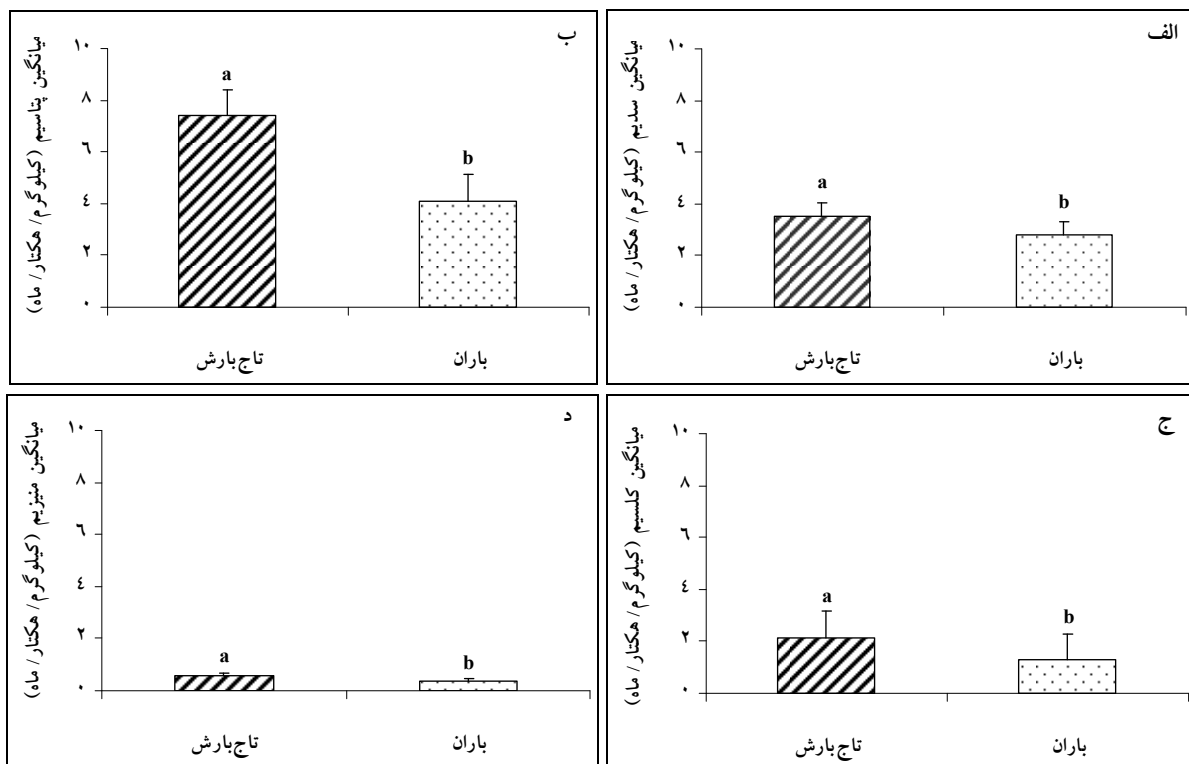 الف
میانگین سدیم (کیلوگرم/ هکتار/ ماه)
۱۰
۸
۶
۴
۲
۰
a
b
تاج‌بارش
باران
ب
میانگین پتاسیم (کیلوگرم/ هکتار/ ماه)
۱۰
۸
۶
۴
۲
۰
a
b
تاج‌بارش
باران
ج
میانگین کلسیم (کیلوگرم/ هکتار/ ماه)
۱۰
۸
۶
۴
۲
۰
a
b
تاج‌بارش
باران
د
میانگین منیزیم (کیلوگرم/ هکتار/ ماه)
۱۰
۸
۶
۴
۲
۰
a
b
تاج‌بارش
باران